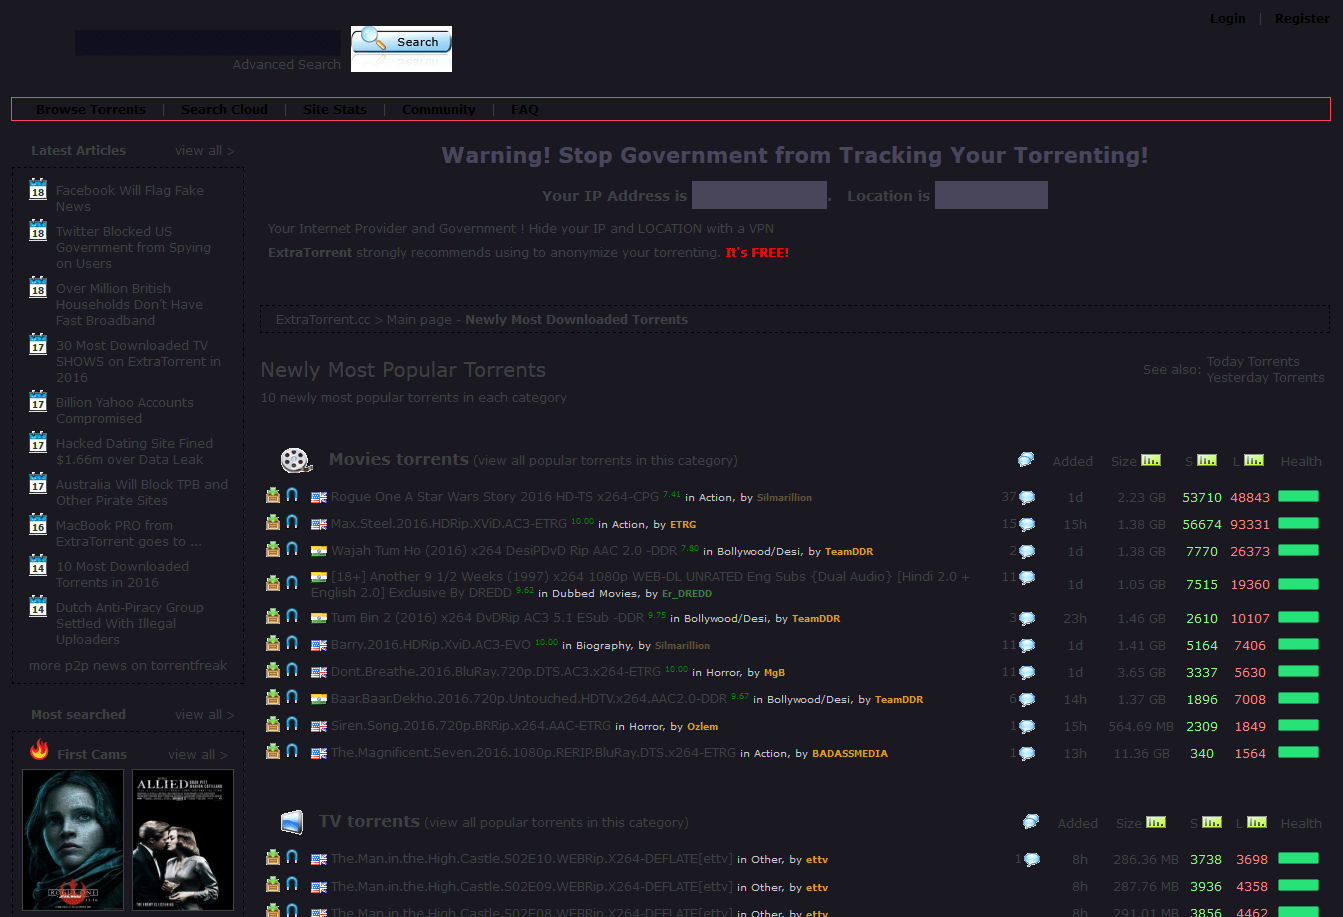 Login | Register
Search
Advanced Search
Browse Torrents | Search Cloud | Site Stats | Community | FAQ
Latest Articles view all >
18 Facebook Will Flag Fake
News
18 Twitter Blocked US
Government from Spying
on Users
18 Over Million British
Households Don't Have
Fast Broadband
17 30 Most Downloaded TV
SHOWS on ExtraTorrent in
2016
17 Billion Yahoo Accounts
Compromised
17 Hacked Dating Site Fined
$1.66m over Data Leak
17 Australia Will Block TPB and
Other Pirate Sites
16 MacBook PRO from
ExtraTorrent goes to ...
14 10 Most Downloaded
Torrents in 2016
14 Dutch Anti-Piracy Group
Settled With Illegal
Uploaders
more p2p news on torrentfreak
Most searched view all >
First Cams view all >
ROGUE ONE
ALLIED
Warning! Stop Government from Tracking Your Torrenting!
Your IP Address is . Location is
Your Internet Provider and Government ! Hide your IP and LOCATION with a VPN
ExtraTorrent strongly recommends using to anonymize your torrenting. It's FREE!
ExtraTorrent.cc > Main page - Newly Most Downloaded Torrents
Newly Most Popular Torrents
See also: Today Torrents
Yesterday Torrents
10 newly most popular torrents in each category
Movies torrents (view all popular torrents in this category) Added Size S L Health
Rogue One A Star Wars Story 2016 HD-TS x264-CPG 7.41 in Action, by Silmarillion 37 1d 2.23 GB 53710 48843
Max.Steel.2016.HDRip.XViD.AC3-ETRG 10.00 in Action, by ETRG 15 15h 1.38 GB 56674 93331
Wajah Tum Ho (2016) x264 DesiPDvD Rip AAC 2.0 -DDR 7.80 in Bollywood/Desi, by TeamDDR 2 1d 1.38 GB 7770 26373
[18+] Another 9 1/2 Weeks (1997) x264 1080p WEB-DL UNRATED Eng Subs {Dual Audio} [Hindi 2.0 + 11 1d 1.05 GB 7515 19360
English 2.0] Exclusive By DREDD 9.62 in Dubbed Movies, by Er_DREDD
Tum Bin 2 (2016) x264 DvDRip AC3 5.1 ESub -DDR 9.75 in Bollywood/Desi, by TeamDDR 3 23h 1.46 GB 2610 10107
Barry.2016.HDRip.XviD.AC3-EVO 10.00 in Biography, by Silmarillion 11 1d 1.41 GB 5164 7406
Dont.Breathe.2016.BluRay.720p.DTS.AC3.x264-ETRG 10.00 in Horror, by MgB 11 1d 3.65 GB 3337 5630
Baar.Baar.Dekho.2016.720p.Untouched.HDTV.x264.AAC2.0-DDR 9.67 in Bollywood/Desi, by TeamDDR 6 14h 1.37 GB 1896 7008
Siren.Song.2016.720p.BRRip.x264.AAC-ETRG in Horror, by Ozlem 1 15h 564.69 MB 2309 1849
The.Magnificent.Seven.2016.1080p.RERIP.BluRay.DTS.x264-ETRG in Action, by BADASSMEDIA 1 13h 11.36 GB 340 1564
TV torrents (view all popular torrents in this category) Added Size S L Health
The.Man.in.the.High.Castle.S02E10.WEBRip.X264-DEFLATE[ettv] in Other, by ettv 1 8h 286.36 MB 3738 3698
The.Man.in.the.High.Castle.S02E09.WEBRip.X264-DEFLATE[ettv] in Other, by ettv 8h 287.76 MB 3936 4358
The.Man.in.the.High.Castle.S02E08.WEBRip.X264-DEFLATE[ettv] in Other, by ettv 8h 291.01 MB 3856 4462